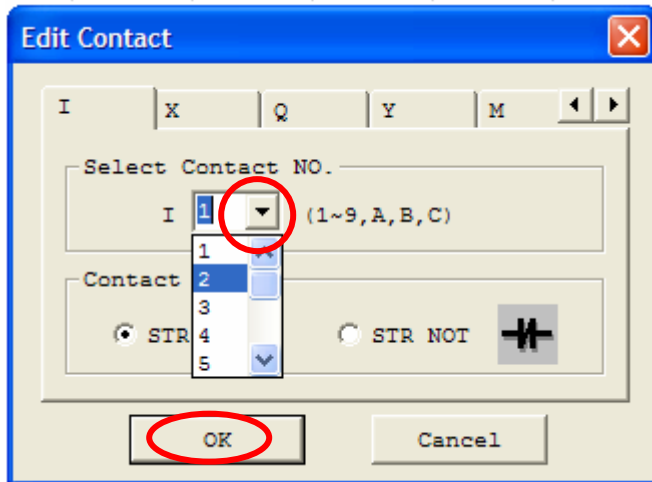 Edit Contact
I X Q Y M
Select Contact NO.
I 1 (1~9,A,B,C)
1
Contact 2
3
STR 4 STR NOT
5
OK Cancel